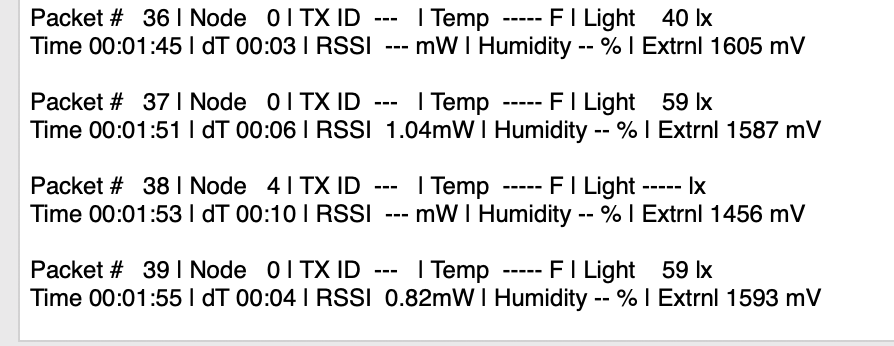 Packet #   36 | Node   0 | TX ID  ---   | Temp  ----- F | Light    40 lx
Time 00:01:45 | dT 00:03 | RSSI  --- mW | Humidity -- % | Extrnl 1605 mV
Packet #   37 | Node   0 | TX ID  ---   | Temp  ----- F | Light    59 lx
Time 00:01:51 | dT 00:06 | RSSI  1.04mW | Humidity -- % | Extrnl 1587 mV
Packet #   38 | Node   4 | TX ID  ---   | Temp  ----- F | Light ----- lx
Time 00:01:53 | dT 00:10 | RSSI  --- mW | Humidity -- % | Extrnl 1456 mV
Packet #   39 | Node   0 | TX ID  ---   | Temp  ----- F | Light    59 lx
Time 00:01:55 | dT 00:04 | RSSI  0.82mW | Humidity -- % | Extrnl 1593 mV